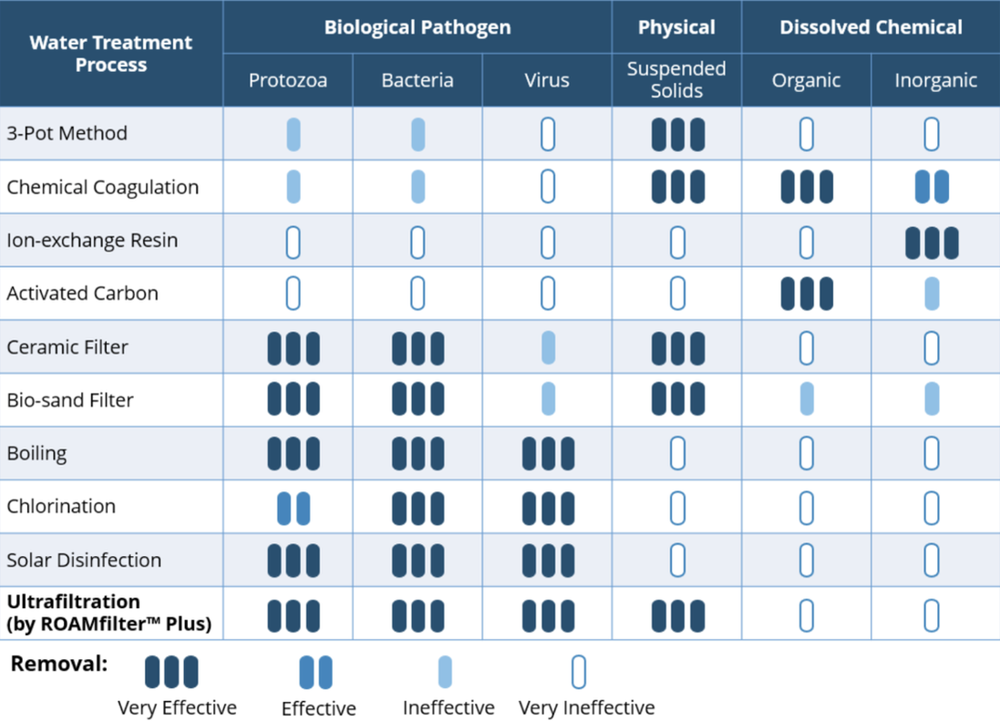 Water Treatment
Process
Biological Pathogen
Physical
Dissolved Chemical
Protozoa
Bacteria
Virus
Suspended
Solids
Organic
Inorganic
3-Pot Method
Chemical Coagulation
Ion-exchange Resin
Activated Carbon
Ceramic Filter
Bio-sand Filter
Boiling
Chlorination
Solar Disinfection
Ultrafiltration
(by ROAMfilter™ Plus)
Removal:
Very Effective
Effective
Ineffective
Very Ineffective